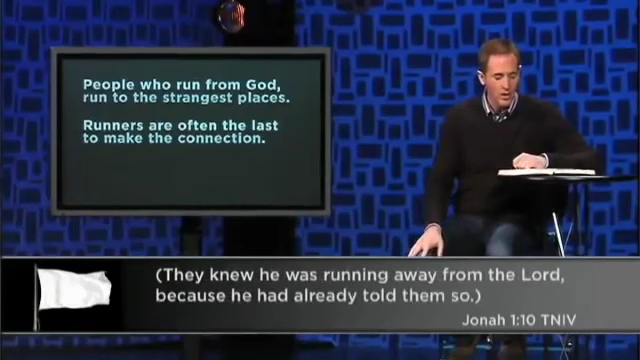 People who run from God,
run to the strangest places.
Runners are often the last
to make the connection.
(They knew he was running away from the Lord,
because he had already told them so.)
Jonah 1:10 TNIV